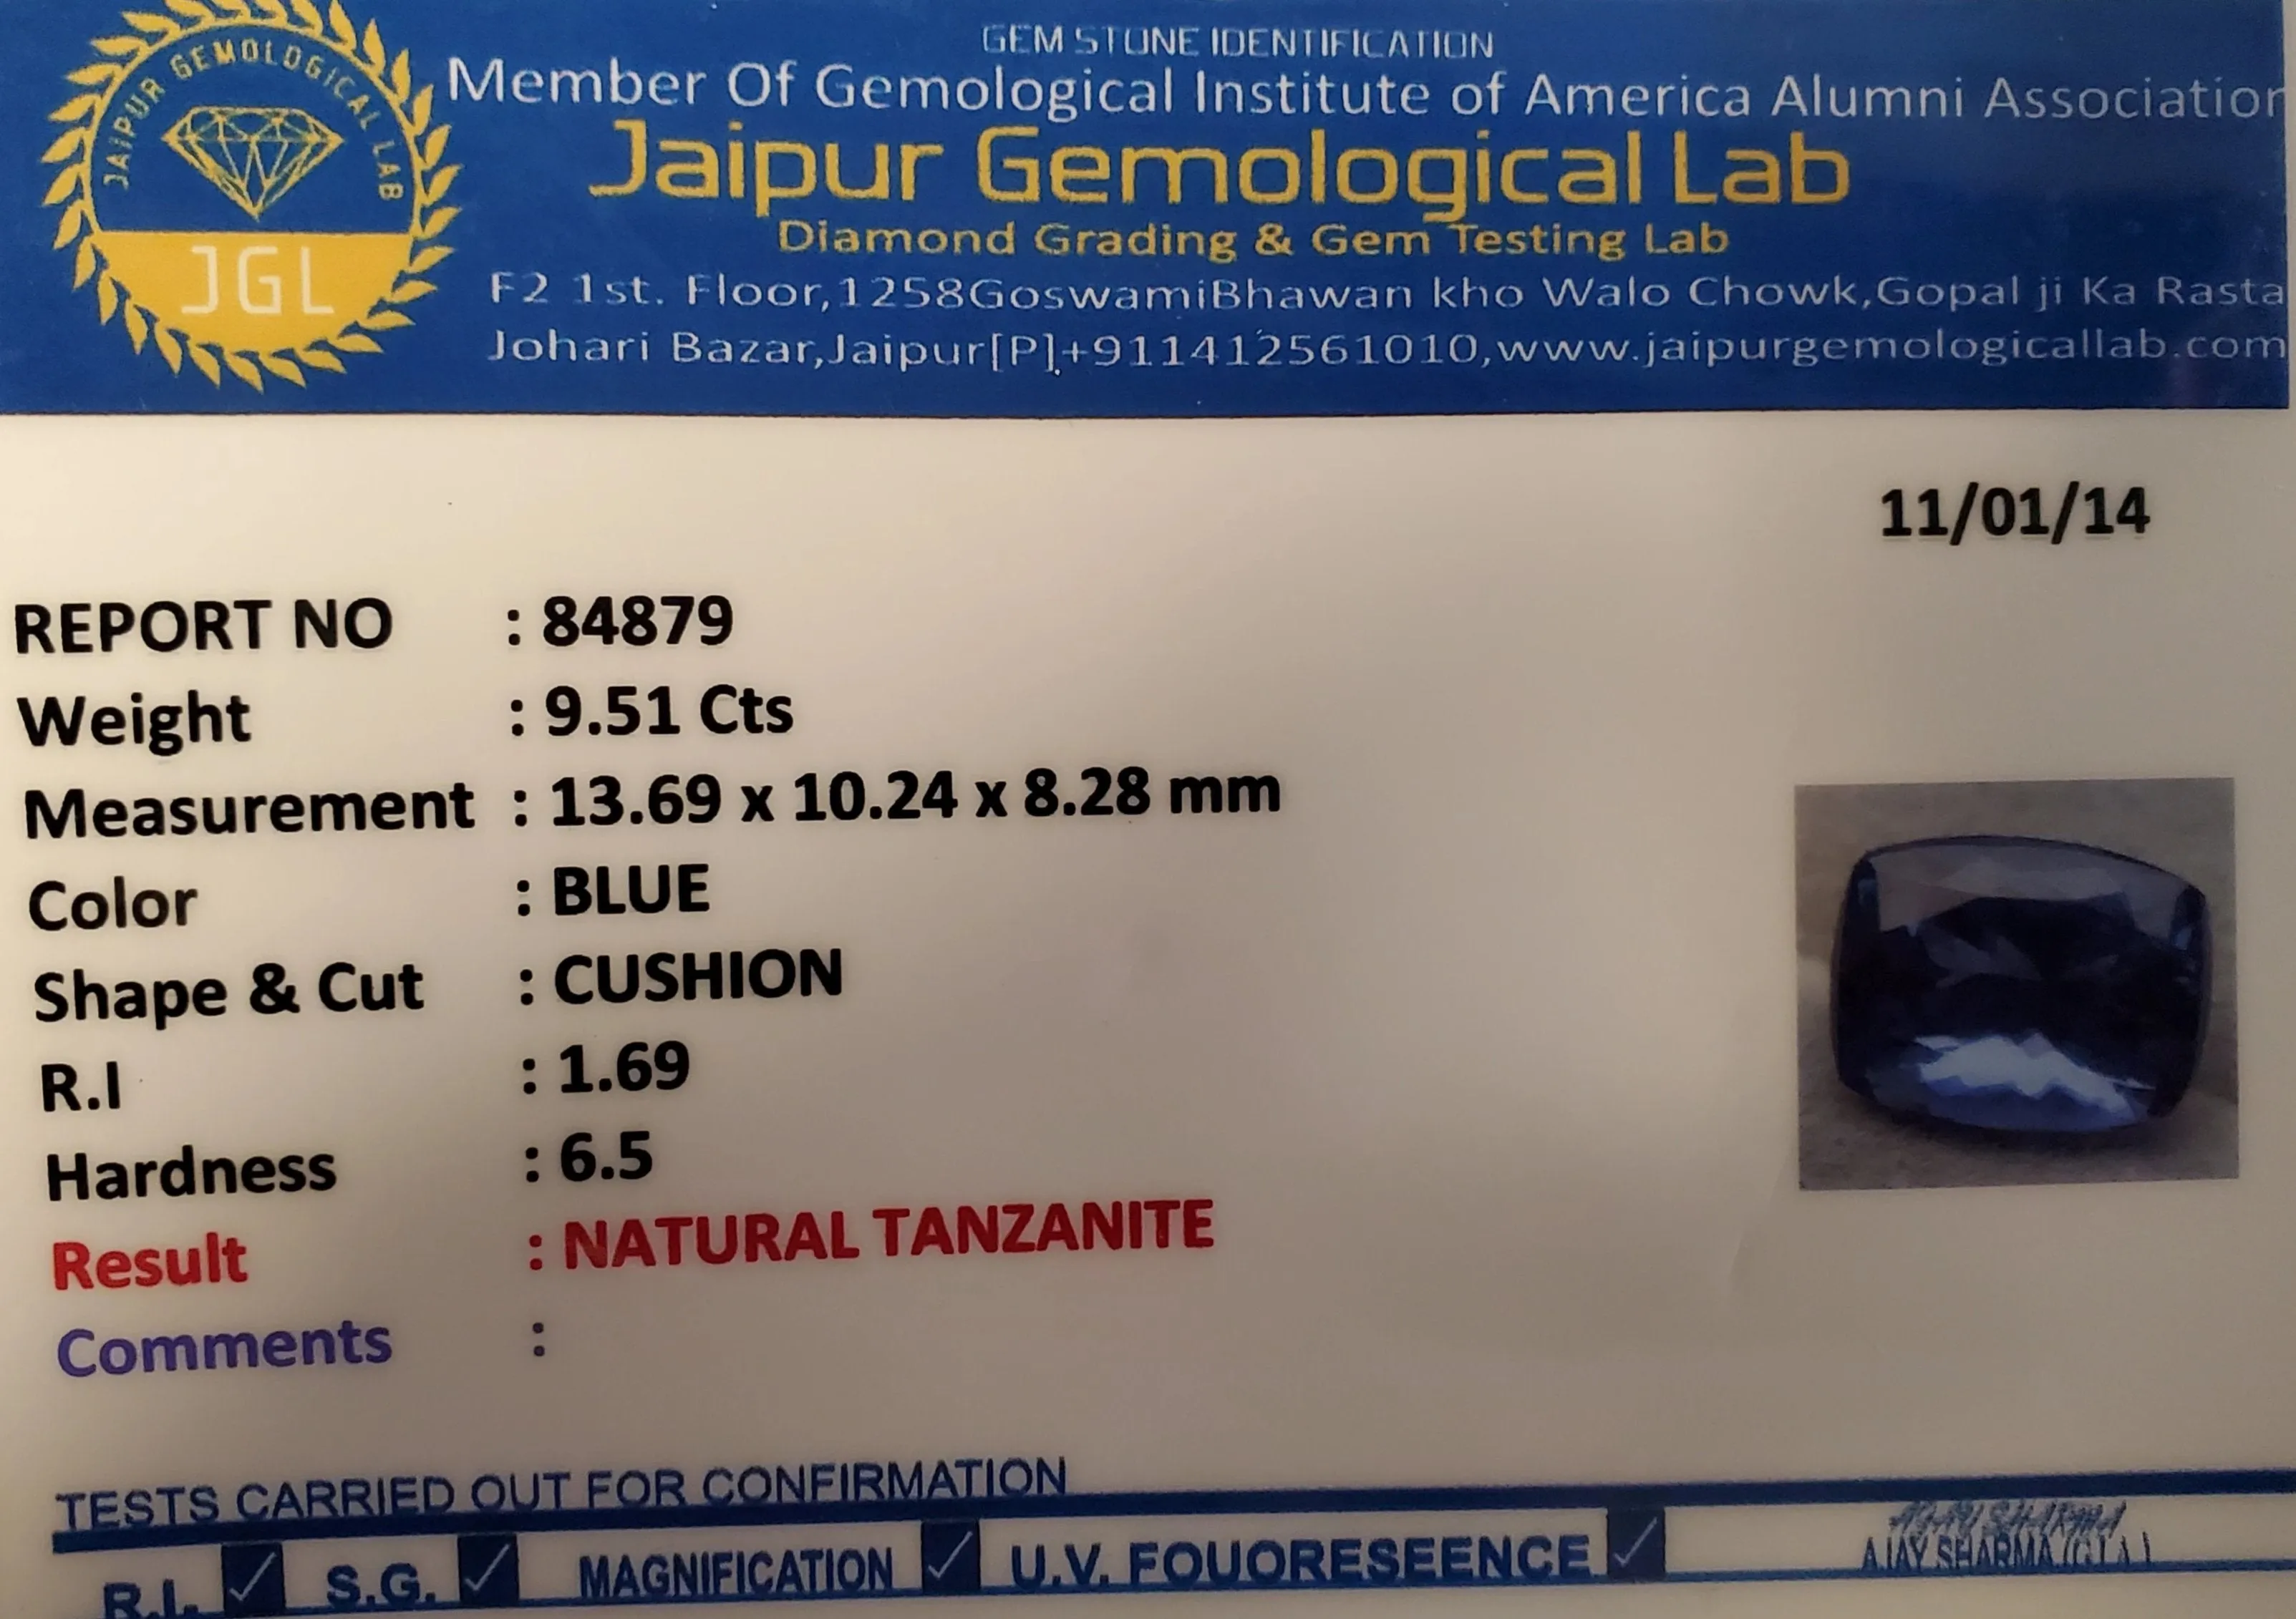 JAIPUR GEMOLOGICAL LAB
JGL
GEM STONE IDENTIFICATION
Member Of Gemological Institute of America Alumni Association
Jaipur Gemological Lab
Diamond Grading & Gem Testing Lab
F2 1st. Floor,1258GoswamiBhawan kho Walo Chowk,Gopal ji Ka Rasta
Johari Bazar,Jaipur[P]+911412561010,www.jaipurgemologicallab.com
11/01/14
REPORT NO : 84879
Weight : 9.51 Cts
Measurement : 13.69 x 10.24 x 8.28 mm
Color : BLUE
Shape & Cut : CUSHION
R.I : 1.69
Hardness : 6.5
Result : NATURAL TANZANITE
Comments :
TESTS CARRIED OUT FOR CONFIRMATION
R.I. S.G. MAGNIFICATION U.V. FOUORESEENCE
AJAY SHARMA